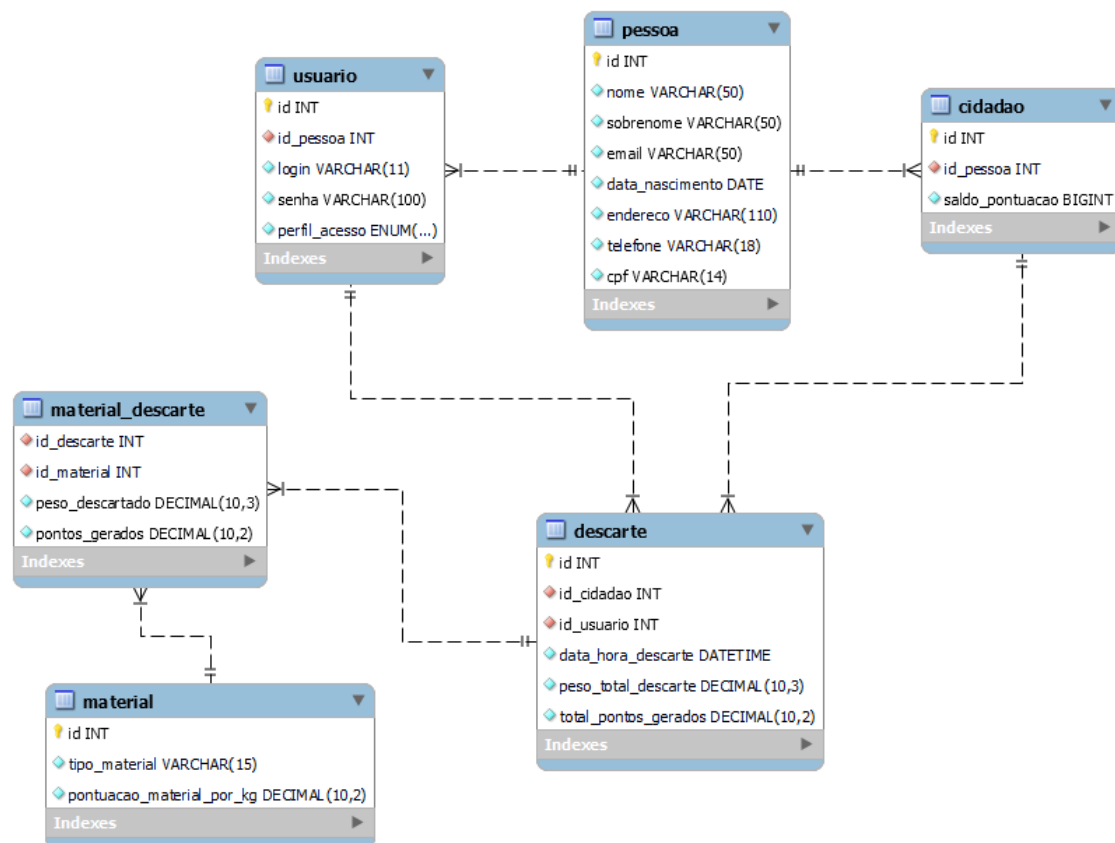 pessoa
id INT
nome VARCHAR(50)
sobrenome VARCHAR(50)
email VARCHAR(50)
data_nascimento DATE
endereco VARCHAR(110)
telefone VARCHAR(18)
cpf VARCHAR(14)
Indexes
usuario
id INT
id_pessoa INT
login VARCHAR(11)
senha VARCHAR(100)
perfil_acesso ENUM(...)
Indexes
cidadao
id INT
id_pessoa INT
saldo_pontuacao BIGINT
Indexes
material_descarte
id_descarte INT
id_material INT
peso_descartado DECIMAL(10,3)
pontos_gerados DECIMAL(10,2)
Indexes
descarte
id INT
id_cidadao INT
id_usuario INT
data_hora_descarte DATETIME
peso_total_descarte DECIMAL(10,3)
total_pontos_gerados DECIMAL(10,2)
Indexes
material
id INT
tipo_material VARCHAR(15)
pontuacao_material_por_kg DECIMAL(10,2)
Indexes